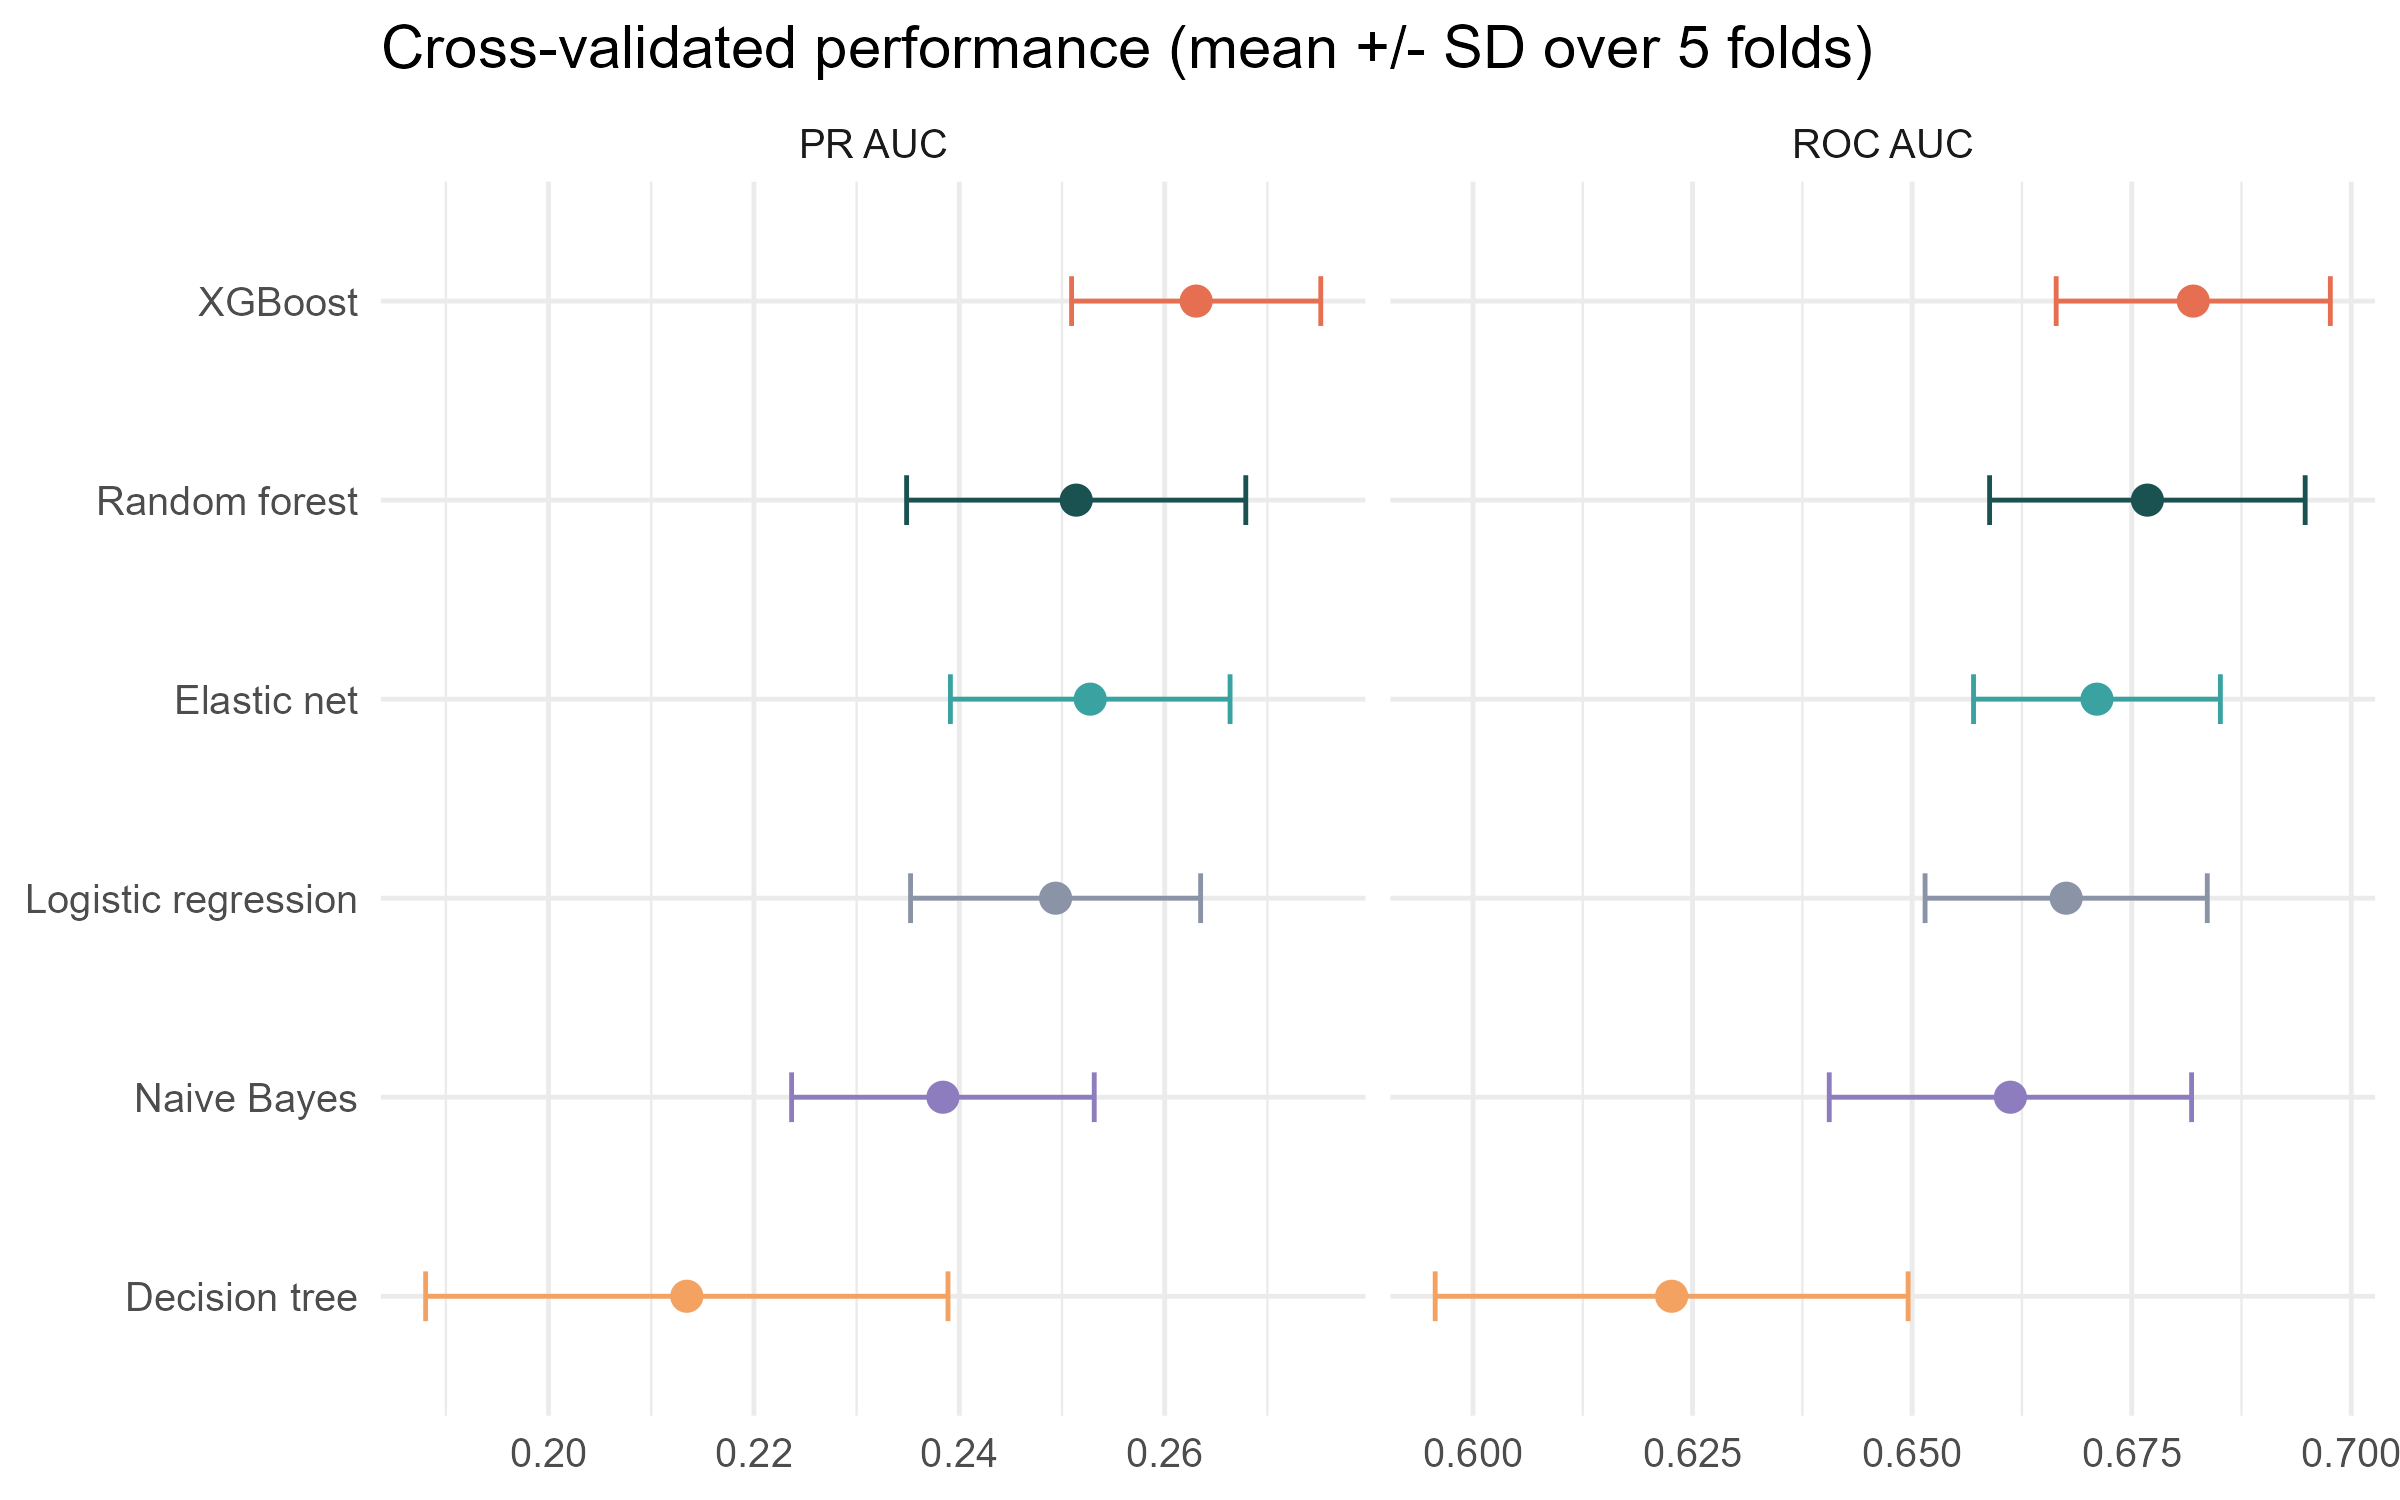 Cross-validated performance (mean +/- SD over 5 folds)
PR AUC
ROC AUC
XGBoost
Random forest
Elastic net
Logistic regression
Naive Bayes
Decision tree
0.20 0.22 0.24 0.26
0.600 0.625 0.650 0.675 0.700